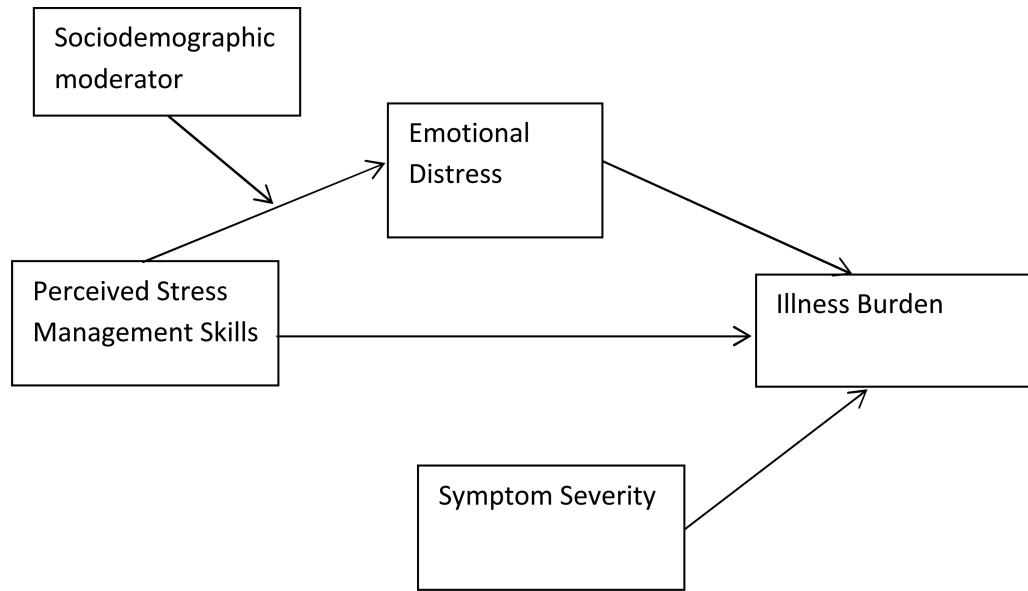 Sociodemographic
moderator
Emotional
Distress
Perceived Stress
Management Skills
Illness Burden
Symptom Severity